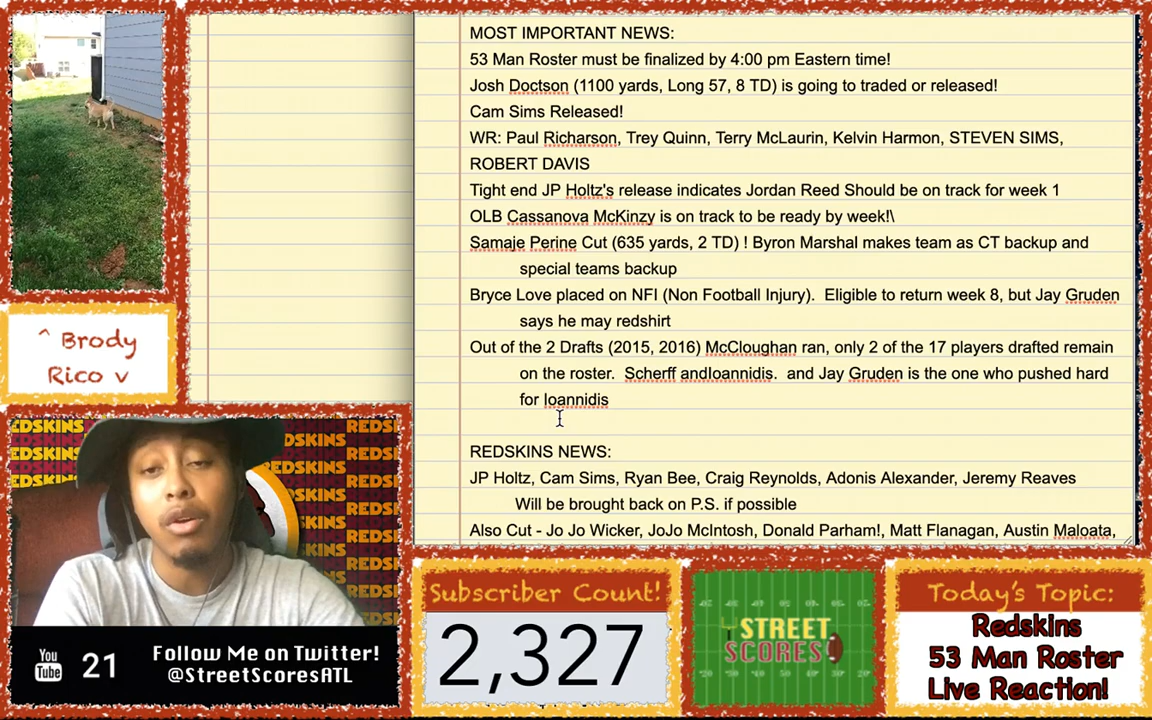 MOST IMPORTANT NEWS:
53 Man Roster must be finalized by 4:00 pm Eastern time!
Josh Doctson (1100 yards, Long 57, 8 TD) is going to traded or released!
Cam Sims Released!
WR: Paul Richarson, Trey Quinn, Terry McLaurin, Kelvin Harmon, STEVEN SIMS,
ROBERT DAVIS
Tight end JP Holtz's release indicates Jordan Reed Should be on track for week 1
OLB Cassanova McKinzy is on track to be ready by week!\
Samaje Perine Cut (635 yards, 2 TD) ! Byron Marshal makes team as CT backup and
special teams backup
Bryce Love placed on NFI (Non Football Injury).  Eligible to return week 8, but Jay Gruden
says he may redshirt
Out of the 2 Drafts (2015, 2016) McCloughan ran, only 2 of the 17 players drafted remain
on the roster.  Scherff andIoannidis.  and Jay Gruden is the one who pushed hard
for Ioannidis
REDSKINS NEWS:
JP Holtz, Cam Sims, Ryan Bee, Craig Reynolds, Adonis Alexander, Jeremy Reaves
Will be brought back on P.S. if possible
Also Cut - Jo Jo Wicker, JoJo McIntosh, Donald Parham!, Matt Flanagan, Austin Maloata,
^ Brody
Rico v
EDSKINS REDSKINS REDSKINS REDS
You
Tube
21
Follow Me on Twitter!
@StreetScoresATL
Subscriber Count!
2,327
STREET
SCORES
Today's Topic:
Redskins
53 Man Roster
Live Reaction!